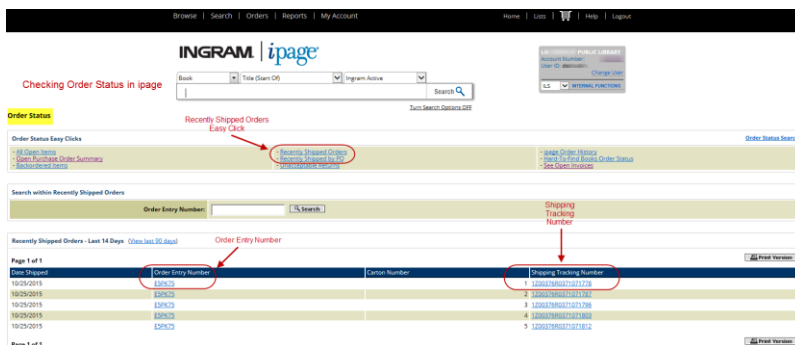 Browse | Search | Orders | Reports | My Account
Home | Lists | Help | Logout
INGRAM | ipage
PUBLIC LIBRARY
Account Number:
User ID:
Change User
ILS INTERNAL FUNCTIONS
Checking Order Status in ipage
Book Title (Start Of) Ingram Active
Search
Turn Search Options OFF
Order Status
Recently Shipped Orders
Easy Click
Order Status Easy Clicks
Order Status Sear
- All Open Items - Recently Shipped Orders - ipage Order History
- Open Purchase Order Summary - Recently Shipped by PO - Hard-To-Find Books Order Status
- Backordered Items - Unacceptable Returns - See Open Invoices
Search within Recently Shipped Orders
Order Entry Number: Search
Shipping
Tracking
Number
Recently Shipped Orders - Last 14 Days (View last 90 days)
Order Entry Number
Page 1 of 1
Print Version
Date Shipped Order Entry Number Carton Number Shipping Tracking Number
10/25/2015 E5PK75 1 1Z00376R0371071778
10/25/2015 E5PK75 2 1Z00376R0371071787
10/25/2015 E5PK75 3 1Z00376R0371071796
10/25/2015 E5PK75 4 1Z00376R0371071803
10/25/2015 E5PK75 5 1Z00376R0371071812
Page 1 of 1
Print Version